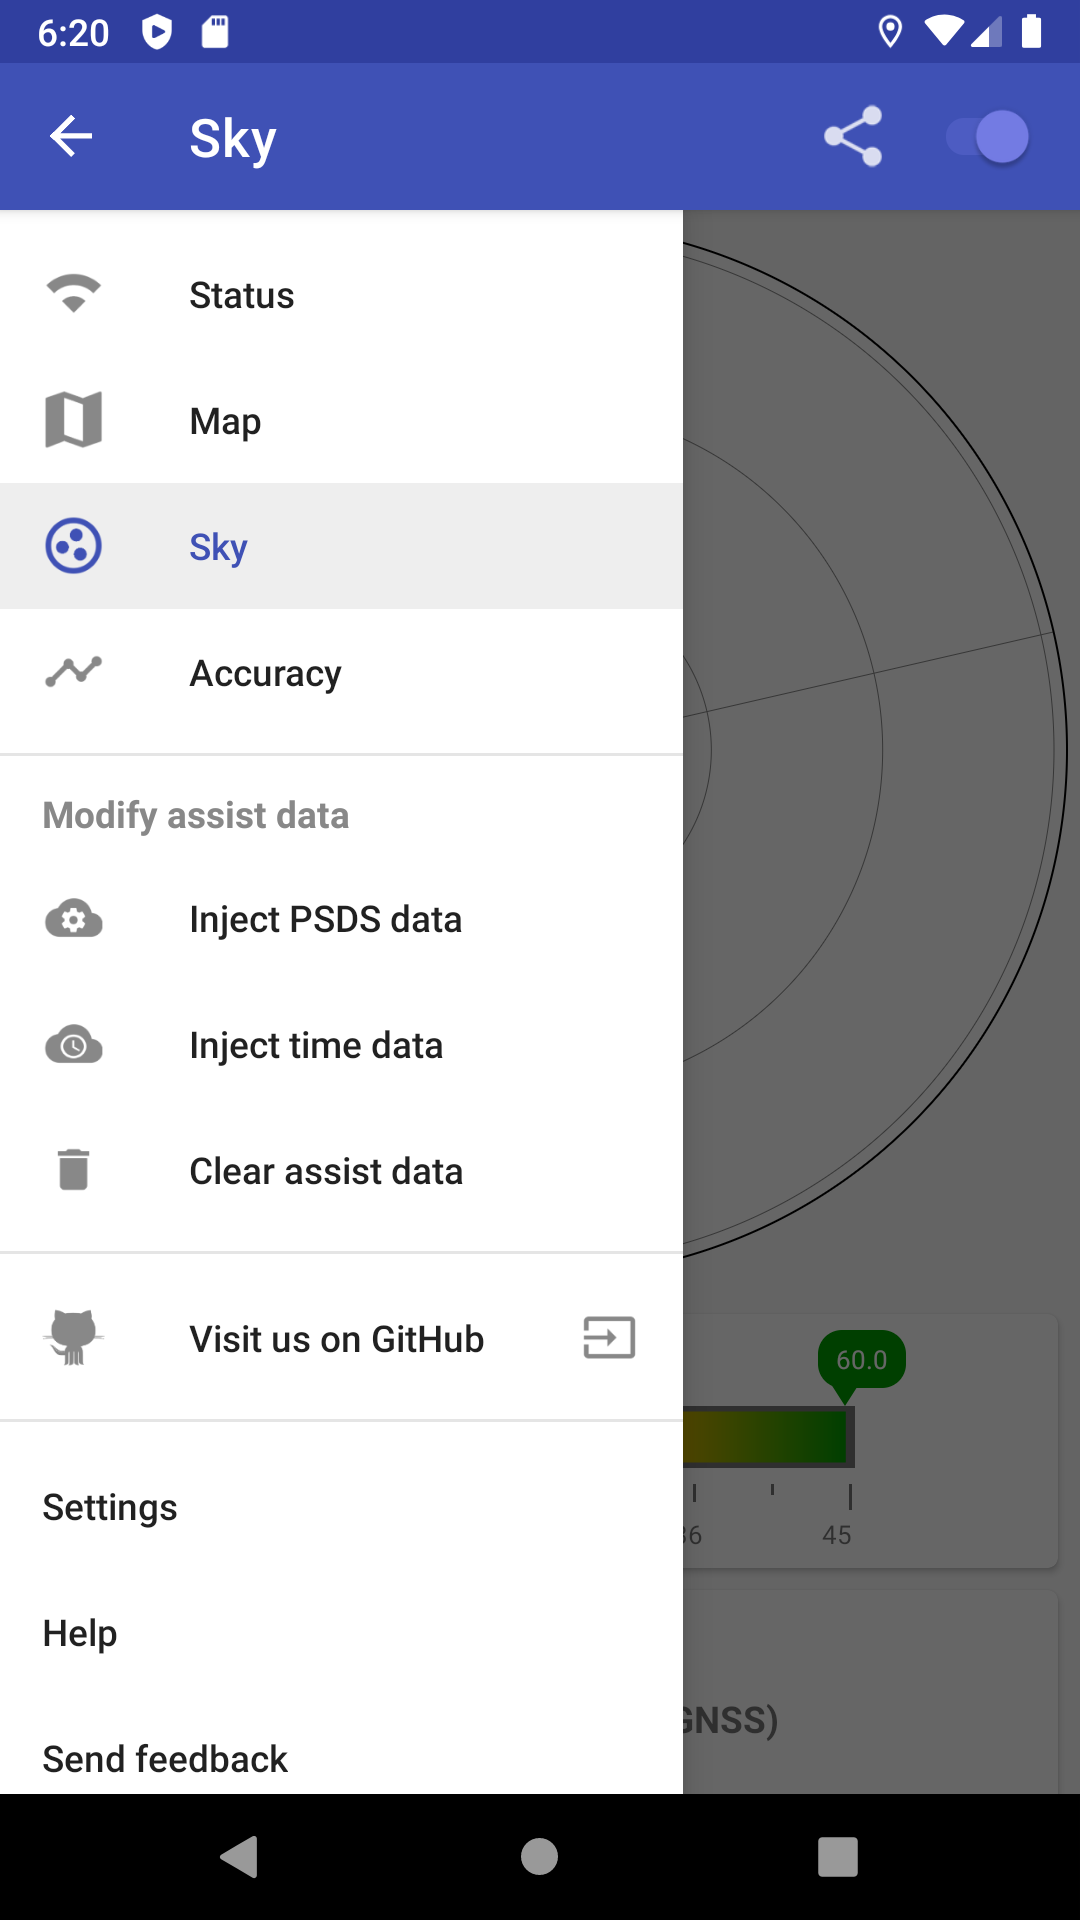 6:20
Sky
Status
Map
Sky
Accuracy
Modify assist data
Inject PSDS data
Inject time data
Clear assist data
Visit us on GitHub
60.0
36 45
Settings
Help
GNSS)
Send feedback